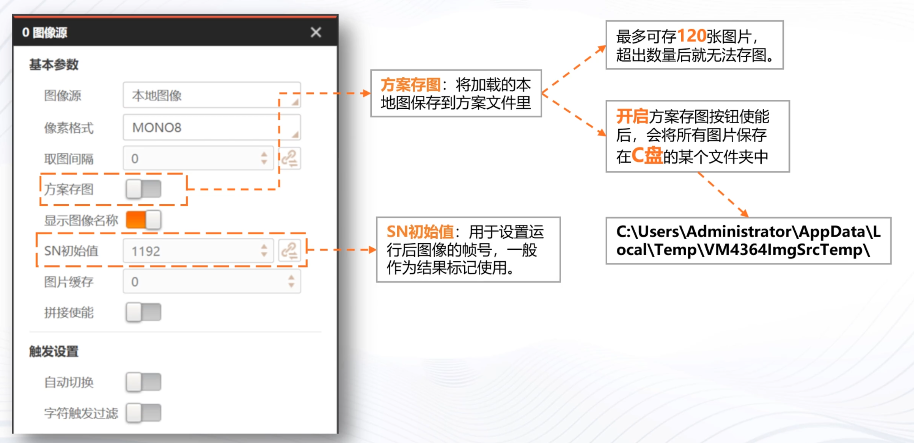 0 图像源
基本参数
图像源 本地图像
像素格式 MONO8
取图间隔 0
方案存图
显示图像名称
SN初始值 1192
图片缓存 0
拼接使能
触发设置
自动切换
字符触发过滤
方案存图：将加载的本
地图保存到方案文件里
最多可存120张图片，
超出数量后就无法存图。
开启方案存图按钮使能
后，会将所有图片保存
在C盘的某个文件夹中
C:\Users\Administrator\AppData\L
ocal\Temp\VM4364ImgSrcTemp\
SN初始值：用于设置运
行后图像的帧号，一般
作为结果标记使用。